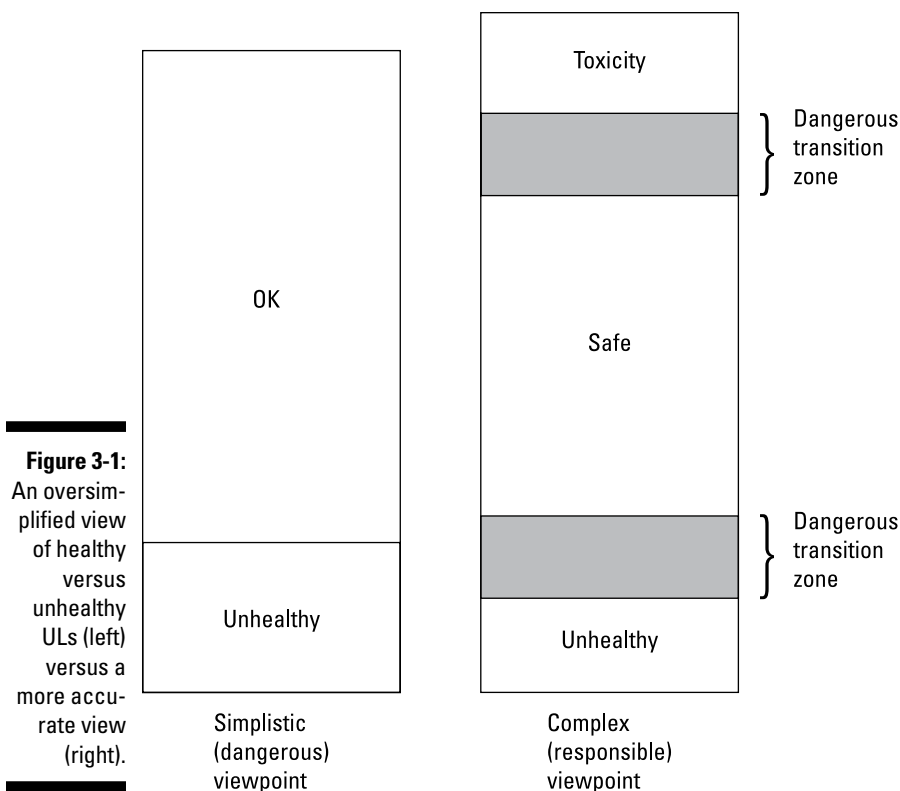 Toxicity
Dangerous
transition
zone
OK
Safe
Figure 3-1:
An oversim-
plified view
of healthy
versus
unhealthy
ULs (left)
versus a
more accu-
rate view
(right).
Dangerous
transition
zone
Unhealthy
Unhealthy
Simplistic
(dangerous)
viewpoint
Complex
(responsible)
viewpoint